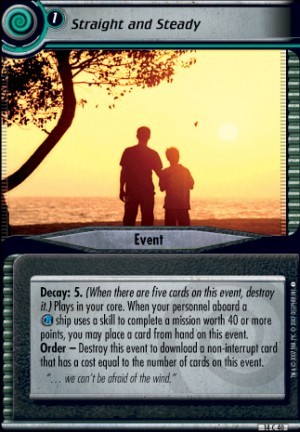 1
Straight and Steady
Event
Decay: 5. (When there are five cards on this event, destroy
it.) Plays in your core. When your personnel aboard a
ship uses a skill to complete a mission worth 40 or more
points, you may place a card from hand on this event.
Order – Destroy this event to download a non-interrupt card
that has a cost equal to the number of cards on this event.
"... we can't be afraid of the wind."
14 C 40